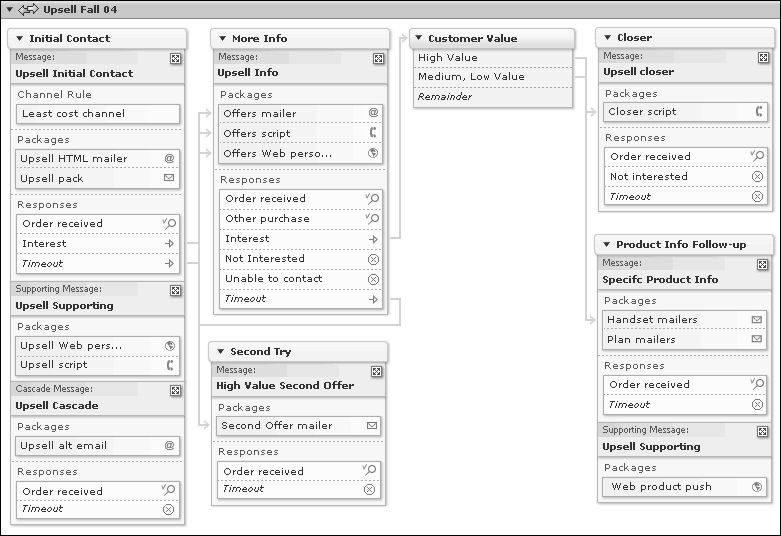 Upsell Fall 04
Initial Contact
Message:
Upsell Initial Contact
Channel Rule
Least cost channel
Packages
Upsell HTML mailer
Upsell pack
Responses
Order received
Interest
Timeout
Supporting Message:
Upsell Supporting
Packages
Upsell Web pers...
Upsell script
Cascade Message:
Upsell Cascade
Packages
Upsell alt email
Responses
Order received
Timeout
More Info
Message:
Upsell Info
Packages
Offers mailer
Offers script
Offers Web perso...
Responses
Order received
Other purchase
Interest
Not Interested
Unable to contact
Timeout
Second Try
Message:
High Value Second Offer
Packages
Second Offer mailer
Responses
Order received
Timeout
Customer Value
High Value
Medium, Low Value
Remainder
Closer
Message:
Upsell closer
Packages
Closer script
Responses
Order received
Not interested
Timeout
Product Info Follow-up
Message:
Specifc Product Info
Packages
Handset mailers
Plan mailers
Responses
Order received
Timeout
Supporting Message:
Upsell Supporting
Packages
Web product push